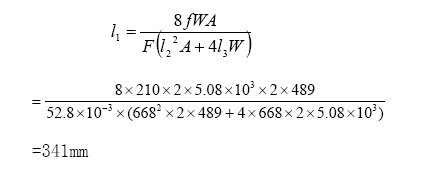 l₁ = 8fWA / F(l₂²A + 4l₃W)
= 8×210×2×5.08×10³×2×489 / 52.8×10⁻³×(668²×2×489+4×668×2×5.08×10³)
=341mm